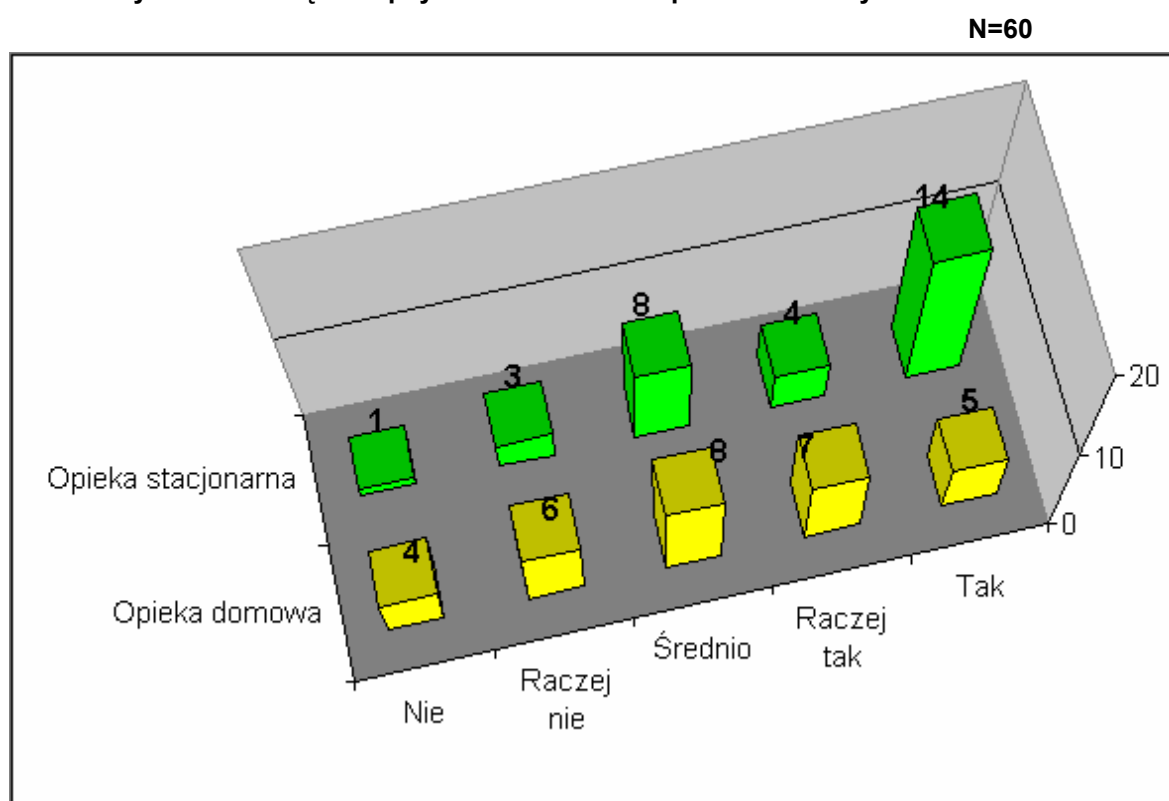 N=60
14
8
4
3
1
20
5
7
8
10
Opieka stacjonarna
6
4
0
Opieka domowa
Tak
Raczej
tak
Średnio
Raczej
nie
Nie